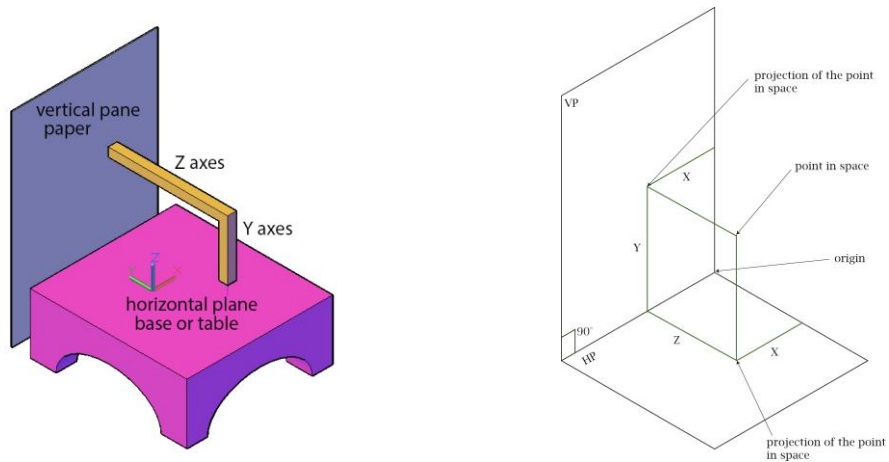 vertical pane
paper
Z axes
Y axes
Z
Y
X
horizontal plane
base or table
projection of the point
in space
VP
X
point in space
Y
origin
90°
HP
Z
X
projection of the point
in space